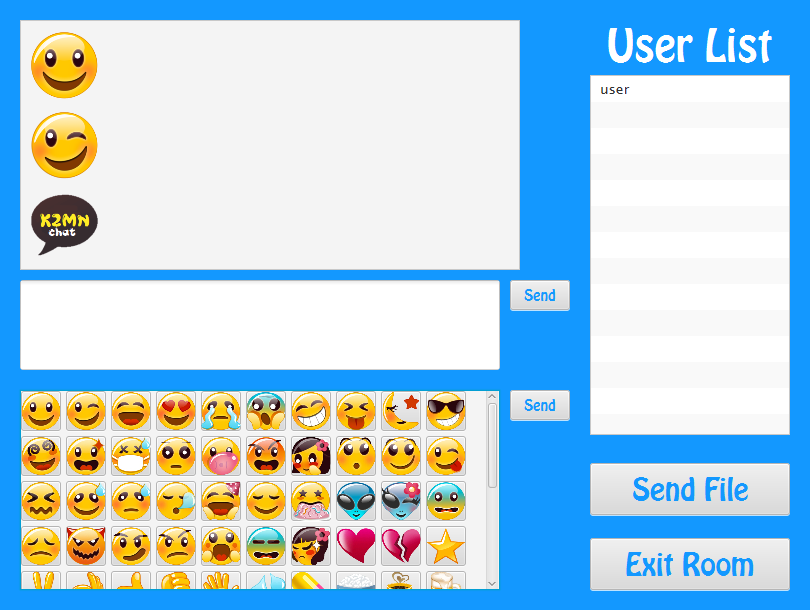 User List
user
K2MN
chat
Send
Send
Send File
Exit Room